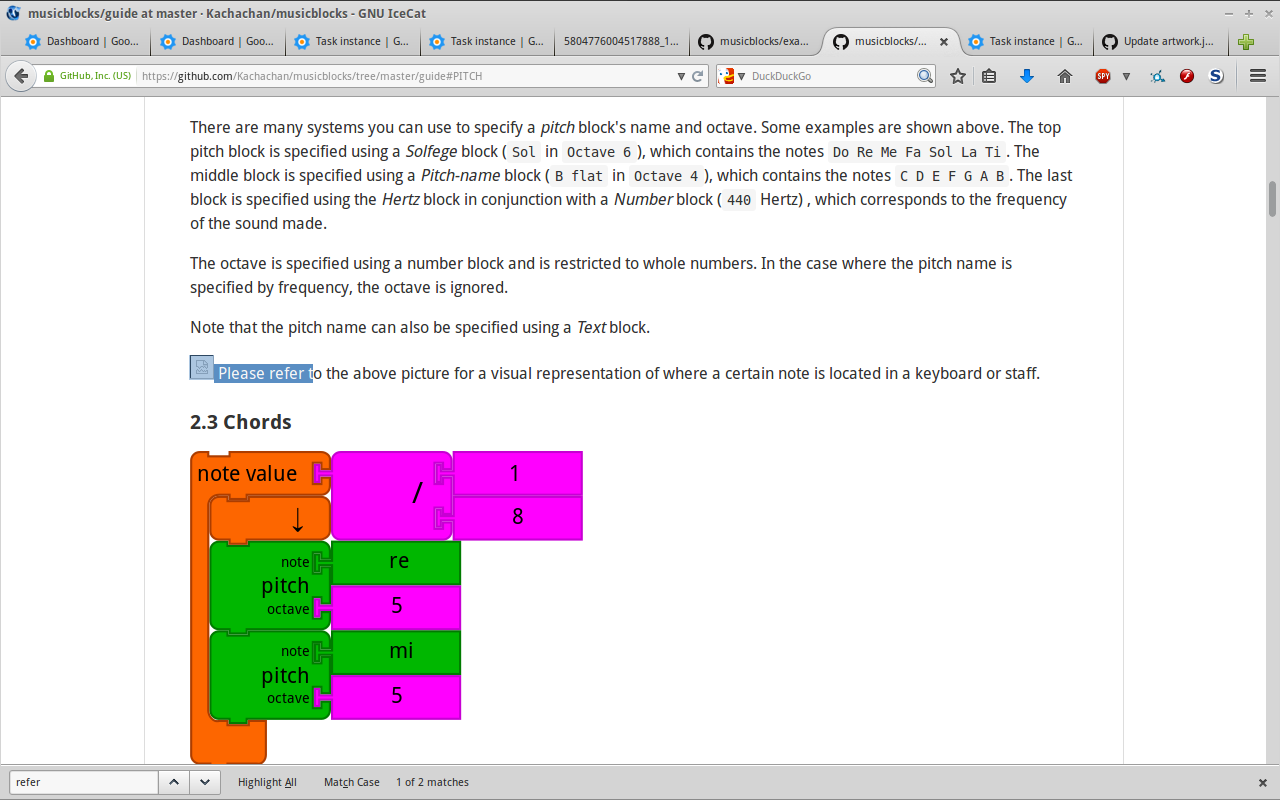 musicblocks/guide at master · Kachachan/musicblocks - GNU IceCat
Dashboard | Goo...
Dashboard | Goo...
Task instance | G...
Task instance | G...
5804776004517888_1...
musicblocks/exa...
musicblocks/...
Task instance | G...
Update artwork.j...
GitHub, Inc. (US)
https://github.com/Kachachan/musicblocks/tree/master/guide#PITCH
DuckDuckGo
SPY
S
There are many systems you can use to specify a pitch block's name and octave. Some examples are shown above. The top
pitch block is specified using a Solfege block ( Sol in Octave 6 ), which contains the notes Do Re Me Fa Sol La Ti . The
middle block is specified using a Pitch-name block ( B flat in Octave 4 ), which contains the notes C D E F G A B . The last
block is specified using the Hertz block in conjunction with a Number block ( 440 Hertz) , which corresponds to the frequency
of the sound made.
The octave is specified using a number block and is restricted to whole numbers. In the case where the pitch name is
specified by frequency, the octave is ignored.
Note that the pitch name can also be specified using a Text block.
Please refer to the above picture for a visual representation of where a certain note is located in a keyboard or staff.
2.3 Chords
note value
/
1
8
↓
note
pitch
octave
re
5
note
pitch
octave
mi
5
refer
Highlight All
Match Case
1 of 2 matches